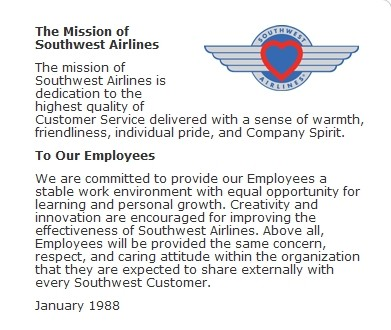 The Mission of
Southwest Airlines
SOUTHWEST
AIRLINES
The mission of
Southwest Airlines is
dedication to the
highest quality of
Customer Service delivered with a sense of warmth,
friendliness, individual pride, and Company Spirit.
To Our Employees
We are committed to provide our Employees a
stable work environment with equal opportunity for
learning and personal growth. Creativity and
innovation are encouraged for improving the
effectiveness of Southwest Airlines. Above all,
Employees will be provided the same concern,
respect, and caring attitude within the organization
that they are expected to share externally with
every Southwest Customer.
January 1988